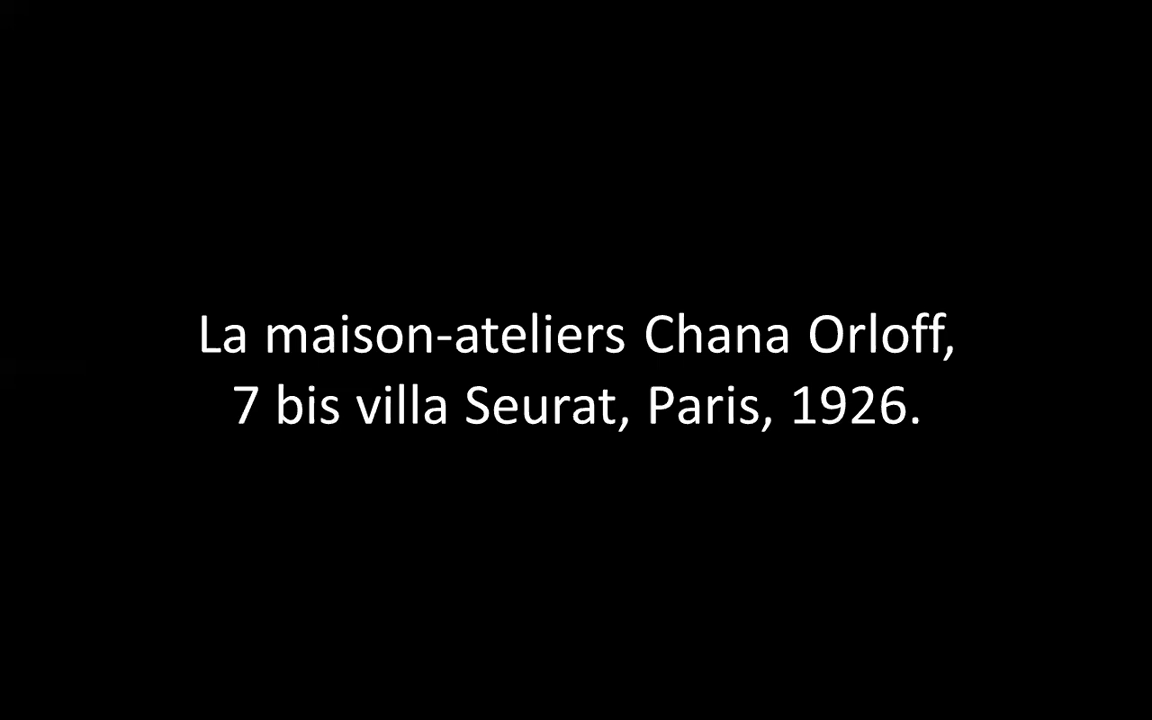 La maison-ateliers Chana Orloff,
7 bis villa Seurat, Paris, 1926.